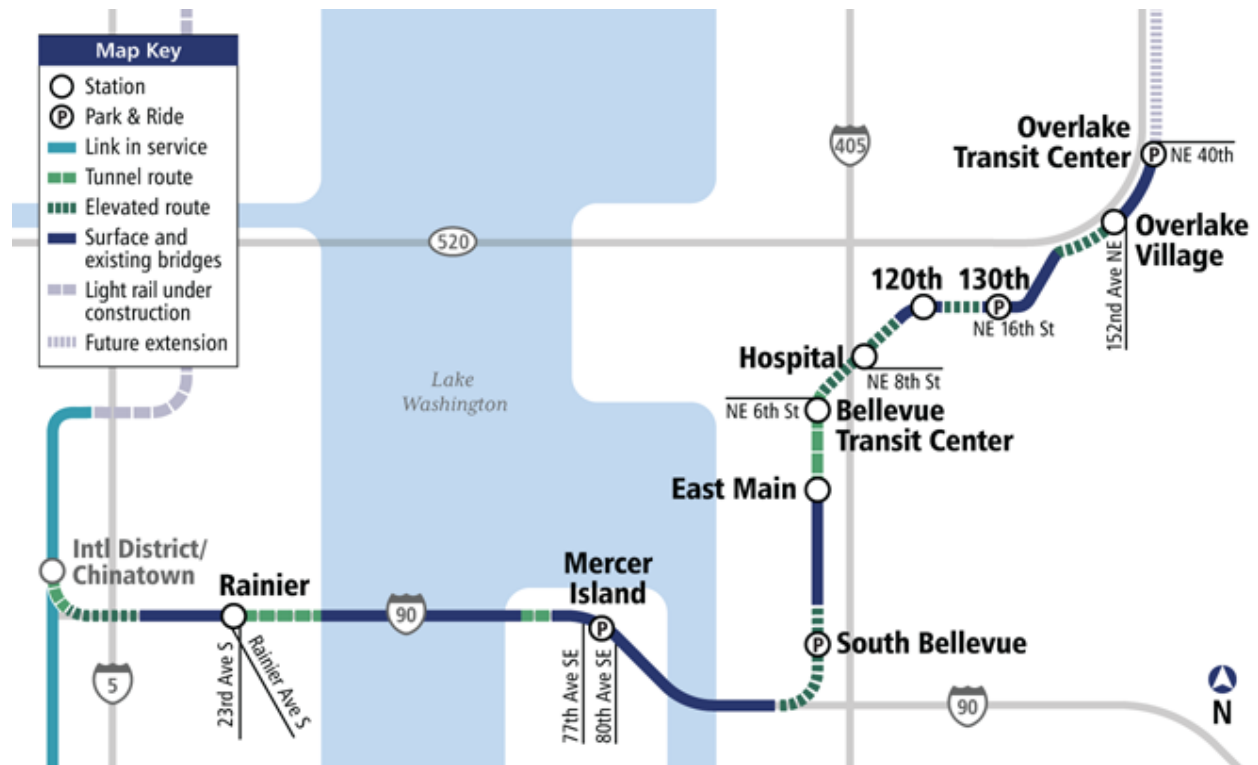 Map Key
Station
P Park & Ride
Link in service
Tunnel route
Elevated route
Surface and
existing bridges
Light rail under
construction
Future extension
405
Overlake
Transit Center
P
NE 40th
520
Overlake
Village
152nd Ave NE
120th
130th
P
NE 16th St
Hospital
NE 8th St
Lake
Washington
NE 6th St
Bellevue
Transit Center
East Main
Intl District/
Chinatown
Rainier
90
Mercer
Island
P
South Bellevue
P
5
23rd Ave S
Rainier Ave S
77th Ave SE
80th Ave SE
90
N